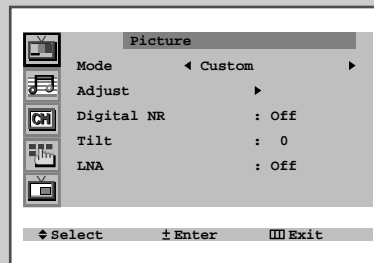 Picture
Mode ◀ Custom ▶
Adjust ▶
CH
Digital NR : Off
Tilt : 0
LNA : Off
Select ± Enter Exit